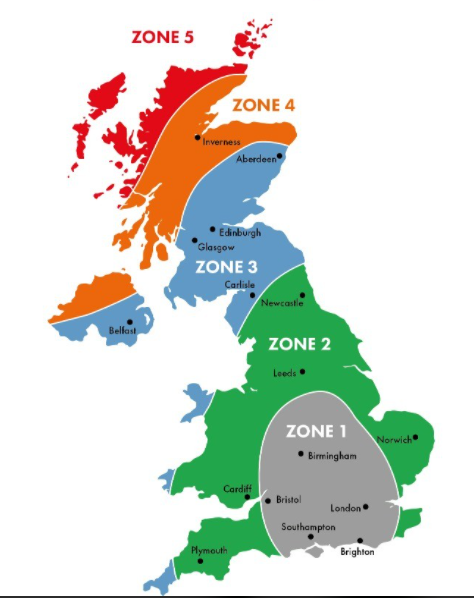 ZONE 5
ZONE 4
Inverness
Aberdeen
Edinburgh
Glasgow
ZONE 3
Carlisle
Newcastle
Belfast
ZONE 2
Leeds
ZONE 1
Norwich
Birmingham
Cardiff
Bristol
London
Southampton
Brighton
Plymouth